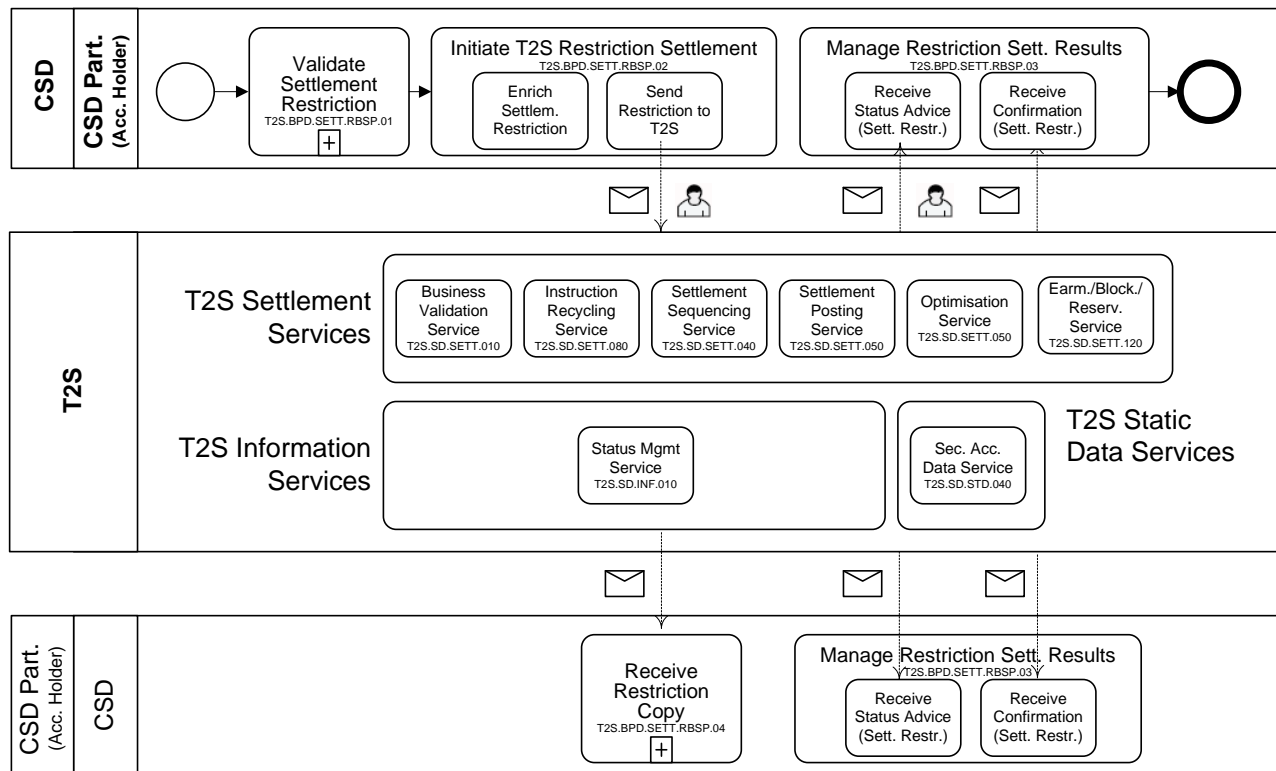 CSD
CSD Part.
(Acc. Holder)
Validate
Settlement
Restriction
T2S.BPD.SETT.RBSP.01
+
Initiate T2S Restriction Settlement
T2S.BPD.SETT.RBSP.02
Enrich
Settlem.
Restriction
Send
Restriction to
T2S
Manage Restriction Sett. Results
T2S.BPD.SETT.RBSP.03
Receive
Status Advice
(Sett. Restr.)
Receive
Confirmation
(Sett. Restr.)
T2S
T2S Settlement
Services
Business
Validation
Service
T2S.SD.SETT.010
Instruction
Recycling
Service
T2S.SD.SETT.080
Settlement
Sequencing
Service
T2S.SD.SETT.040
Settlement
Posting
Service
T2S.SD.SETT.050
Optimisation
Service
T2S.SD.SETT.050
Earm./Block./
Reserv.
Service
T2S.SD.SETT.120
T2S Information
Services
Status Mgmt
Service
T2S.SD.INF.010
Sec. Acc.
Data Service
T2S.SD.STD.040
T2S Static
Data Services
CSD Part.
(Acc. Holder)
CSD
Receive
Restriction
Copy
T2S.BPD.SETT.RBSP.04
+
Manage Restriction Sett. Results
T2S.BPD.SETT.RBSP.03
Receive
Status Advice
(Sett. Restr.)
Receive
Confirmation
(Sett. Restr.)